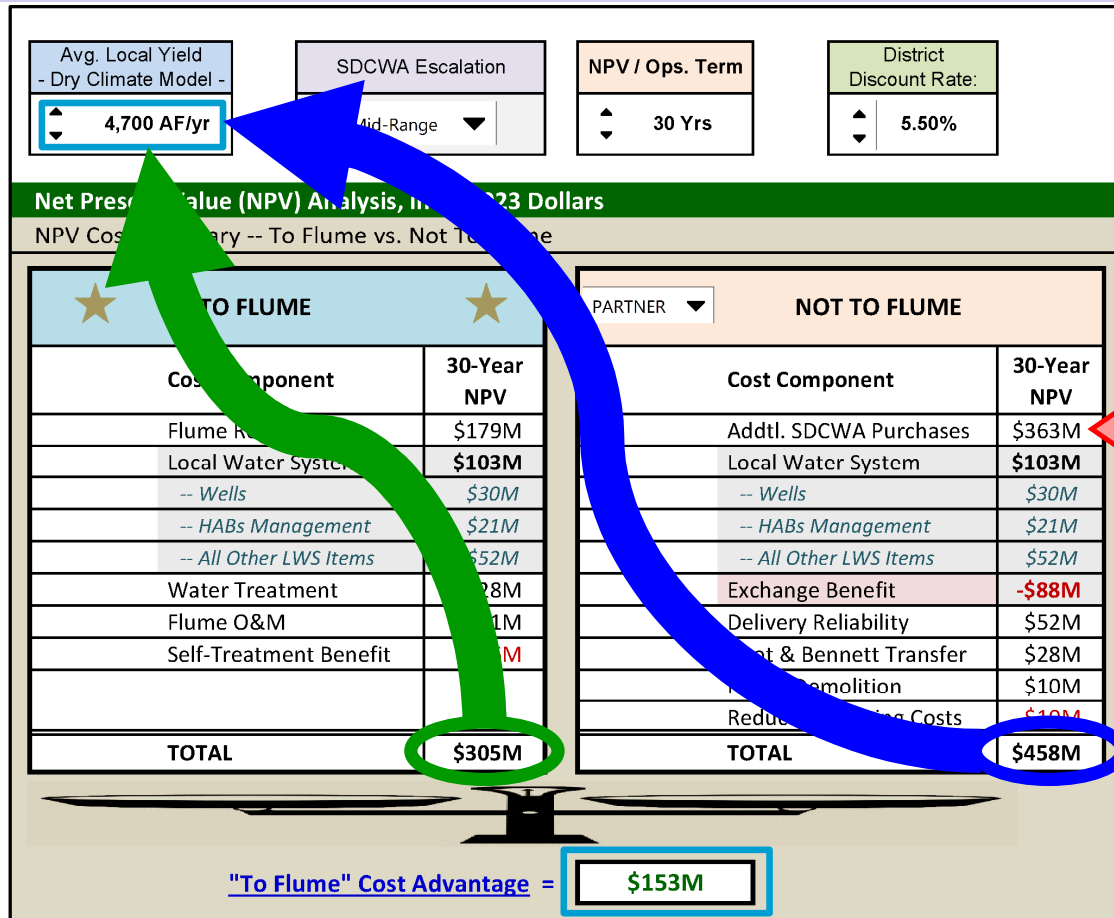 Avg. Local Yield
- Dry Climate Model -
4,700 AF/yr
SDCWA Escalation
Mid-Range
NPV / Ops. Term
30 Yrs
District
Discount Rate:
5.50%
Net Present Value (NPV) Analysis, 23 Dollars
NPV Cost -- To Flume vs. Not To
TO FLUME
Cost Component
30-Year
NPV
Flume $179M
Local Water System $103M
-- Wells $30M
-- HABs Management $21M
-- All Other LWS Items $52M
Water Treatment
Flume O&M
Self-Treatment Benefit
TOTAL $305M
PARTNER
NOT TO FLUME
Cost Component
30-Year
NPV
Addtl. SDCWA Purchases $363M
Local Water System $103M
-- Wells $30M
-- HABs Management $21M
-- All Other LWS Items $52M
Exchange Benefit -$88M
Delivery Reliability $52M
& Bennett Transfer $28M
Demolition $10M
Costs
TOTAL $458M
"To Flume" Cost Advantage = $153M